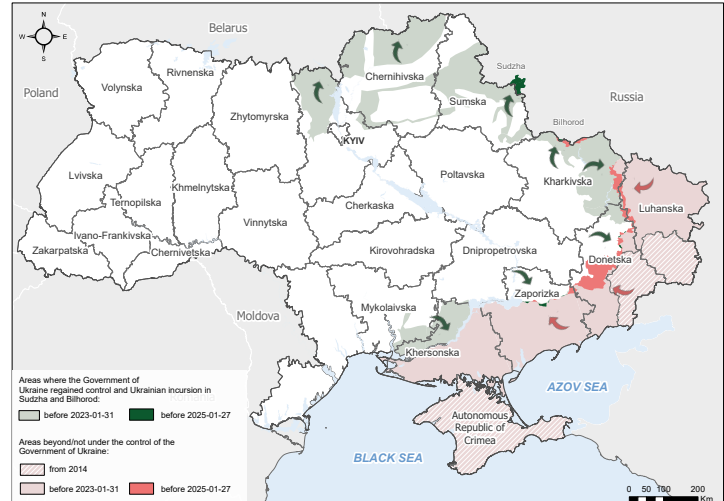 N
W
E
S
Belarus
Poland
Russia
Moldova
Volynska
Rivnenska
Zhytomyrska
Chernihivska
Sumska
Sudzha
Bilhorod
KYIV
Lvivska
Ternopilska
Khmelnytska
Ivano-Frankivska
Zakarpatska
Chernivetska
Vinnytska
Cherkaska
Poltavska
Kharkivska
Luhanska
Kirovohradska
Dnipropetrovska
Donetska
Zaporizka
Mykolaivska
Khersonska
Autonomous
Republic of
Crimea
AZOV SEA
BLACK SEA
Areas where the Government of
Ukraine regained control and Ukrainian incursion in
Sudzha and Bilhorod:
before 2023-01-31
before 2025-01-27
Areas beyond/not under the control of the
Government of Ukraine:
from 2014
before 2023-01-31
before 2025-01-27
0 50 100 200
Km